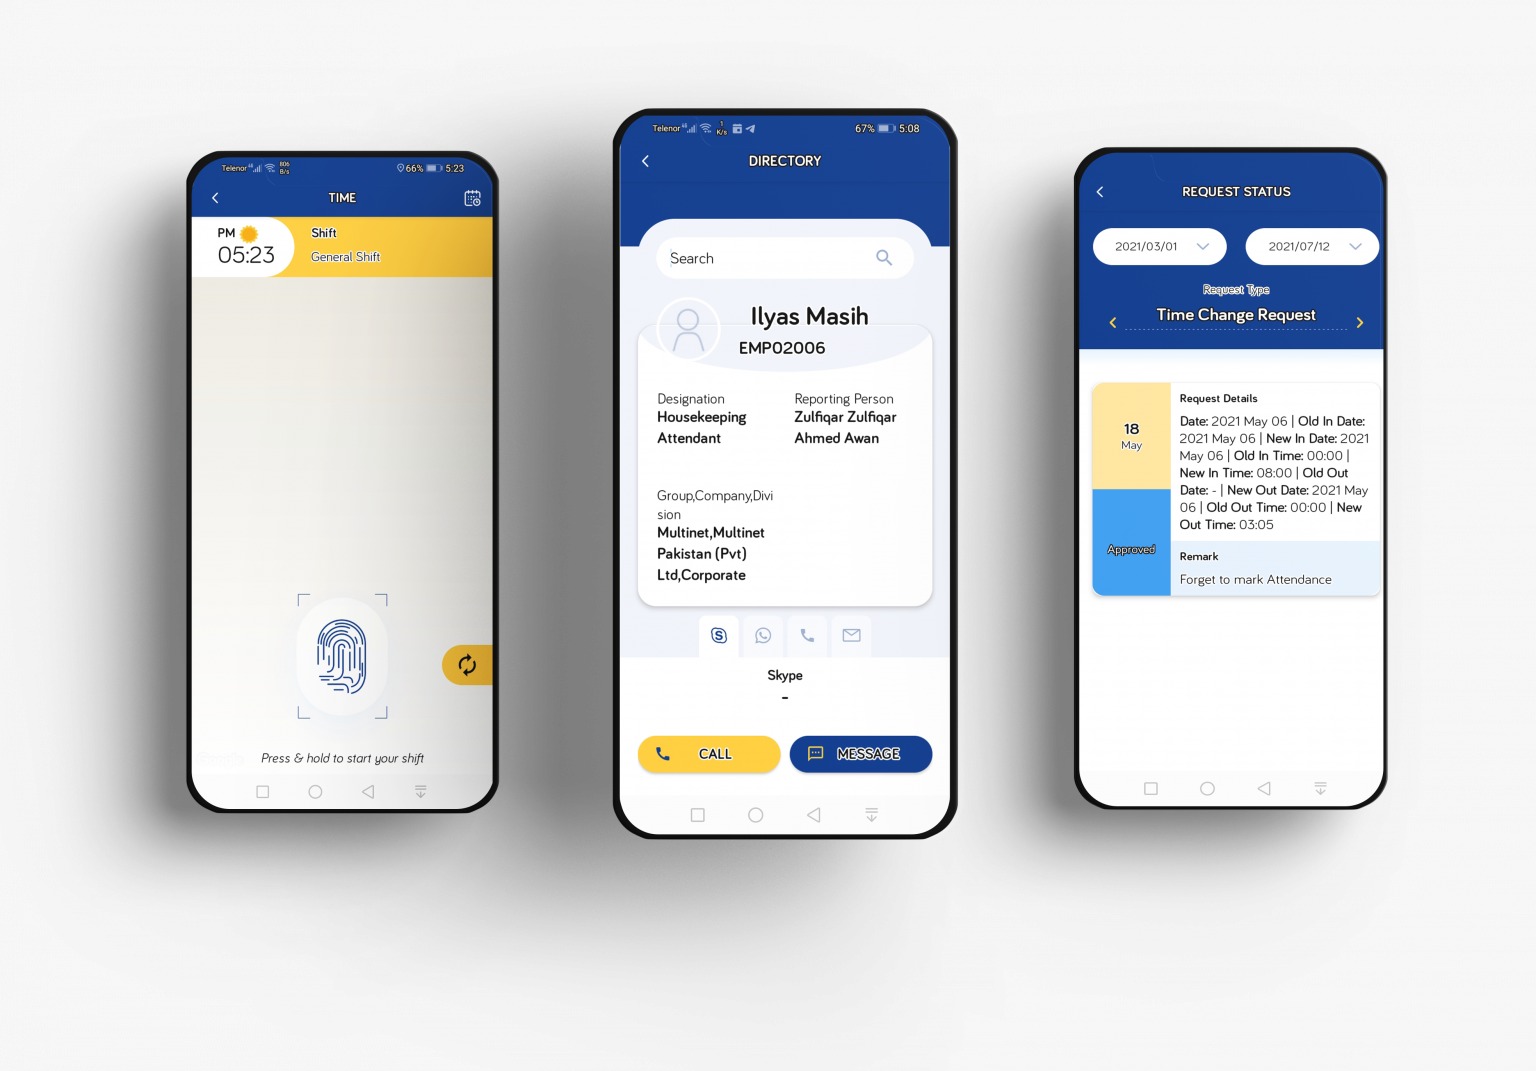 Telenor
806
B/s
66%
5:23
TIME
PM
05:23
Shift
General Shift
Press & hold to start your shift
Telenor
1
K/s
67%
5:08
DIRECTORY
Search
Ilyas Masih
EMP02006
Designation
Housekeeping
Attendant
Reporting Person
Zulfiqar Zulfiqar
Ahmed Awan
Group,Company,Divi
sion
Multinet,Multinet
Pakistan (Pvt)
Ltd,Corporate
Skype
-
CALL
MESSAGE
REQUEST STATUS
2021/03/01
2021/07/12
Request Type
Time Change Request
18
May
Approved
Request Details
Date: 2021 May 06 | Old In Date:
2021 May 06 | New In Date: 2021
May 06 | Old In Time: 00:00 |
New In Time: 08:00 | Old Out
Date: - | New Out Date: 2021 May
06 | Old Out Time: 00:00 | New
Out Time: 03:05
Remark
Forget to mark Attendance